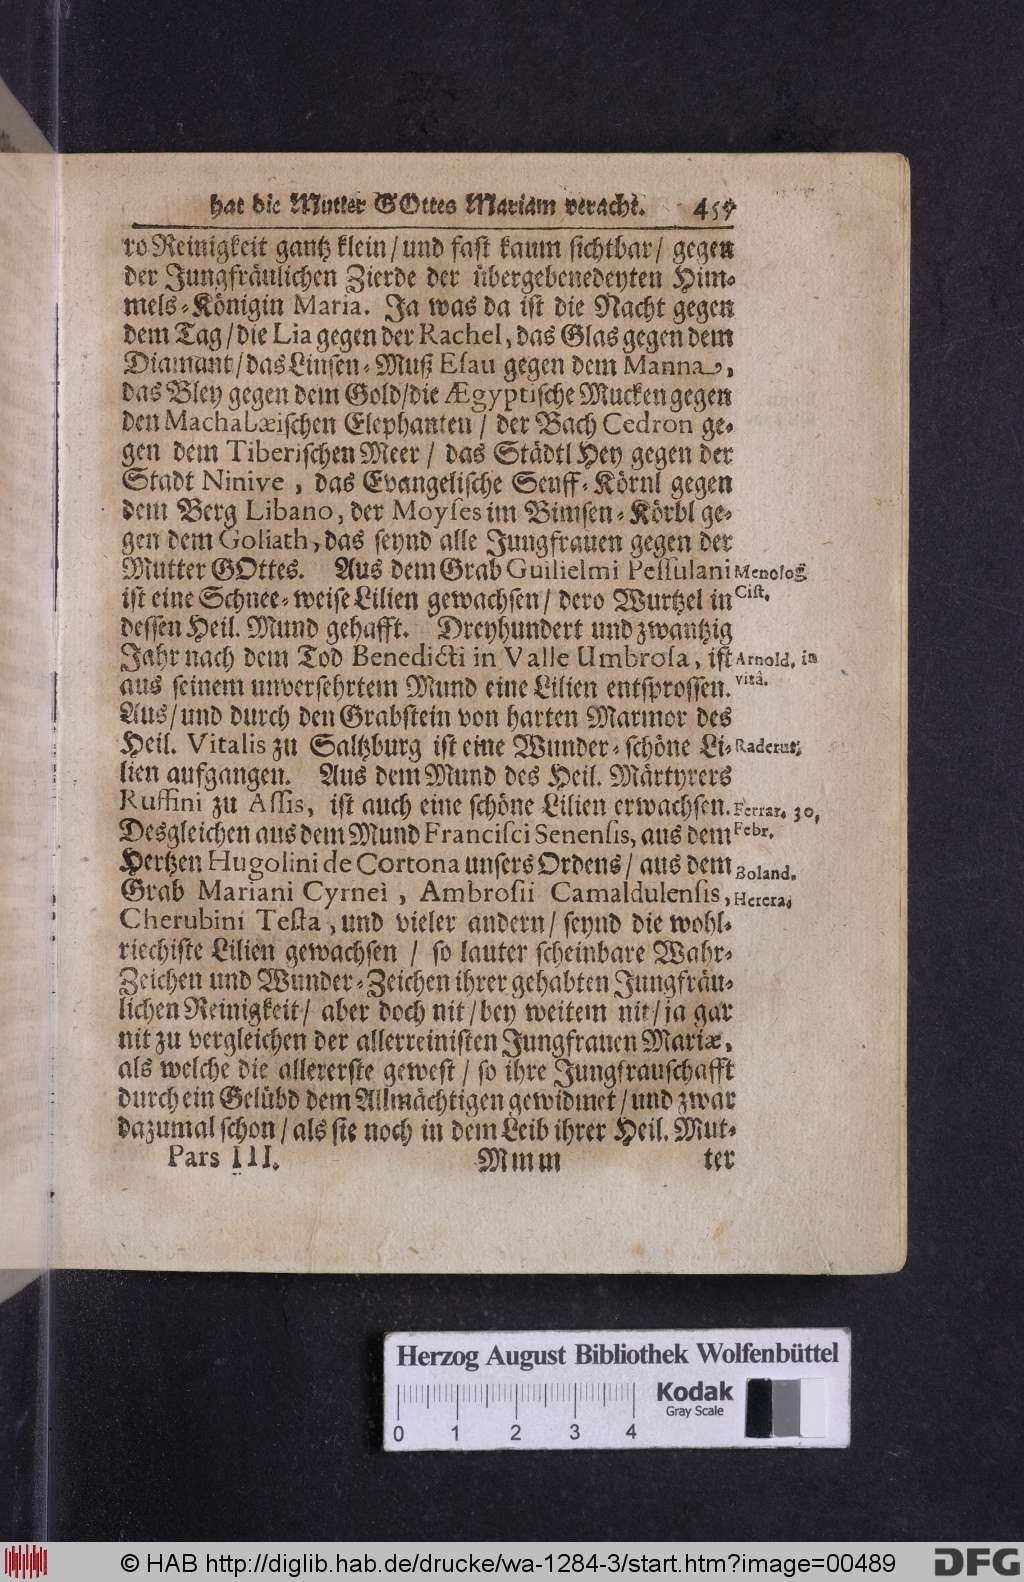 hat die Mutter GOttes Mariam veracht. 457
ro Reinigkeit gantz klein/ und fast kaum sichtbar/ gegen
der Jungfräulichen Zierde der übergebenedeyten Him-
mels-Königin Maria. Ja was da ist die Nacht gegen
dem Tag/ die Lia gegen der Rachel, das Glas gegen dem
Diamant/ das Linsen-Muß Esau gegen dem Manna,
das Bley gegen dem Gold/ die Ægyptische Mucken gegen
den Machabæischen Elephanten/ der Bach Cedron ge-
gen dem Tiberischen Meer/ das Städtl Hey gegen der
Stadt Ninive, das Evangelische Senff-Körnl gegen
dem Berg Libano, der Moyses im Bimsen-Körbl ge-
gen dem Goliath, das seynd alle Jungfrauen gegen der
Mutter GOttes. Aus dem Grab Guilielmi Pessulani Menolog.
ist eine Schnee-weise Lilien gewachsen/ dero Wurtzel in Cist.
dessen Heil. Mund gehafft. Dreyhundert und zwantzig
Jahr nach dem Tod Benedicti in Valle Umbrosa, ist Arnold. in
aus seinem unversehrtem Mund eine Lilien entsprossen. vitâ.
Aus/ und durch den Grabstein von harten Marmor des
Heil. Vitalis zu Saltzburg ist eine Wunder-schöne Li- Raderus.
lien aufgangen. Aus dem Mund des Heil. Märtyrers
Ruffini zu Assis, ist auch eine schöne Lilien erwachsen. Ferrar. 30,
Desgleichen aus dem Mund Francisci Senensis, aus dem Febr.
Hertzen Hugolini de Cortona unsers Ordens/ aus dem Boland.
Grab Mariani Cyrnei, Ambrosii Camaldulensis, Herera,
Cherubini Testa, und vieler andern/ seynd die wohl-
riechiste Lilien gewachsen/ so lauter scheinbare Wahr-
Zeichen und Wunder-Zeichen ihrer gehabten Jungfräu-
lichen Reinigkeit/ aber doch nit/ bey weitem nit/ ja gar
nit zu vergleichen der allerreinisten Jungfrauen Mariæ,
als welche die allererste gewest/ so ihre Jungfrauschafft
durch ein Gelübd dem Allmächtigen gewidmet/ und zwar
dazumal schon/ als sie noch in dem Leib ihrer Heil. Mut-
Pars III. Mmm ter
Herzog August Bibliothek Wolfenbüttel
Kodak
Gray Scale
0 1 2 3 4
© HAB http://diglib.hab.de/drucke/wa-1284-3/start.htm?image=00489
DFG